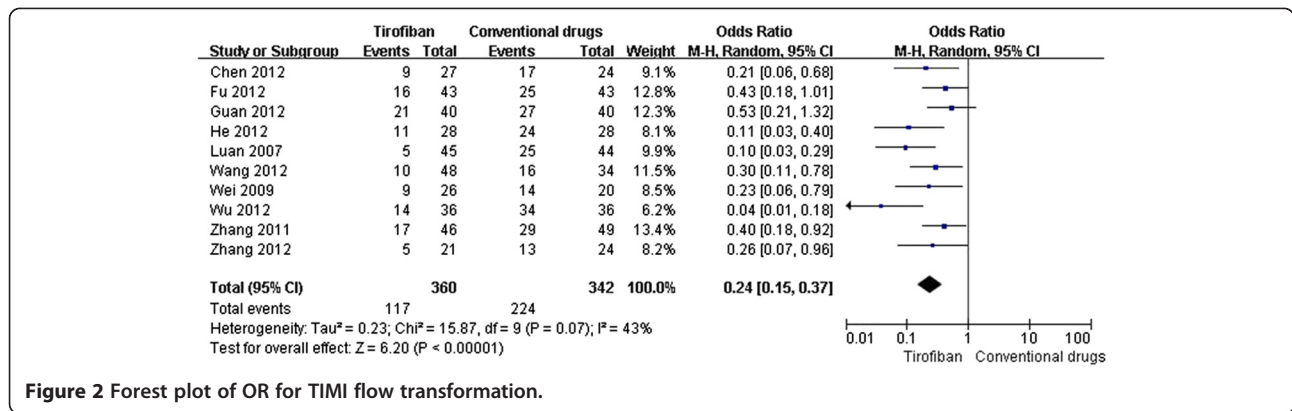 Tirofiban Conventional drugs Odds Ratio Odds Ratio
Study or Subgroup Events Total Events Total Weight M-H, Random, 95% CI M-H, Random, 95% CI
Chen 2012 9 27 17 24 9.1% 0.21 [0.06, 0.68]
Fu 2012 16 43 25 43 12.8% 0.43 [0.18, 1.01]
Guan 2012 21 40 27 40 12.3% 0.53 [0.21, 1.32]
He 2012 11 28 24 28 8.1% 0.11 [0.03, 0.40]
Luan 2007 5 45 25 44 9.9% 0.10 [0.03, 0.29]
Wang 2012 10 48 16 34 11.5% 0.30 [0.11, 0.78]
Wei 2009 9 26 14 20 8.5% 0.23 [0.06, 0.79]
Wu 2012 14 36 34 36 6.2% 0.04 [0.01, 0.18]
Zhang 2011 17 46 29 49 13.4% 0.40 [0.18, 0.92]
Zhang 2012 5 21 13 24 8.2% 0.26 [0.07, 0.96]
Total (95% CI) 360 342 100.0% 0.24 [0.15, 0.37]
Total events 117 224
Heterogeneity: Tau² = 0.23; Chi² = 15.87, df = 9 (P = 0.07); I² = 43%
Test for overall effect: Z = 6.20 (P < 0.00001)
0.01 0.1 1 10 100
Tirofiban Conventional drugs
Figure 2 Forest plot of OR for TIMI flow transformation.